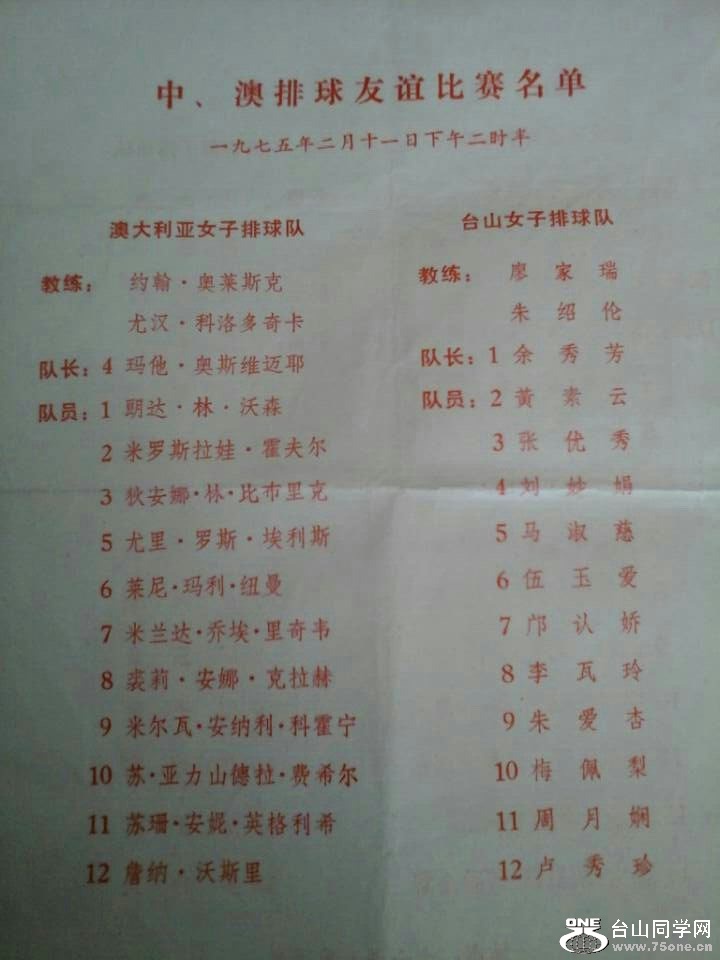 中、澳排球友谊比赛名单
一九七五年二月十一日下午二时半
澳大利亚女子排球队
教练： 约翰·奥莱斯克
尤汉·科洛多奇卡
队长：4 玛他·奥斯维迈耶
队员：1 明达·林·沃森
2 米罗斯拉娃·霍夫尔
3 狄安娜·林·比布里克
5 尤里·罗斯·埃利斯
6 莱尼·玛利·纽曼
7 米兰达·乔埃·里奇韦
8 裘莉·安娜·克拉赫
9 米尔瓦·安纳利·科霍宁
10 苏·亚力山德拉·费希尔
11 苏珊·安妮·英格利希
12 詹纳·沃斯里
台山女子排球队
教练： 廖家瑞
朱绍伦
队长：1 余秀芳
队员：2 黄素云
3 张优秀
4 刘妙娟
5 马淑慈
6 伍玉爱
7 邝认娇
8 李瓦玲
9 朱爱杏
10 梅佩梨
11 周月娴
12 卢秀珍
ONE 台山同学网
www.75one.cn